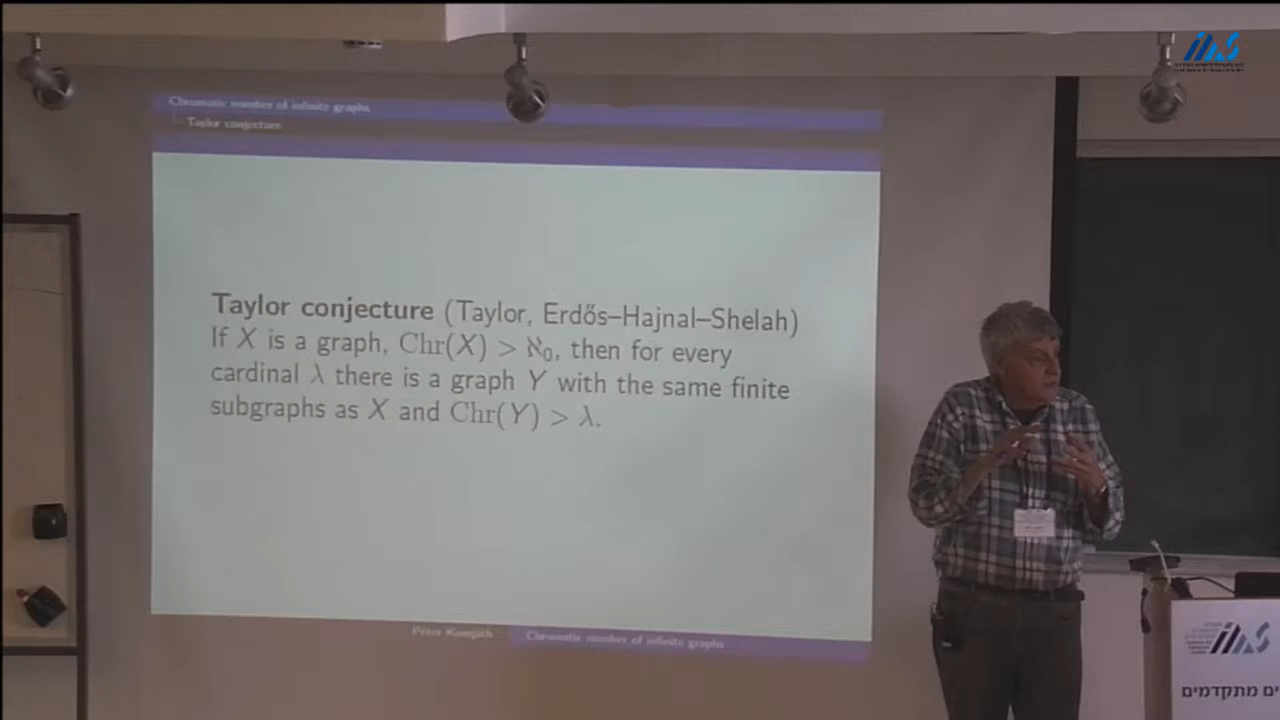 Chromatic number of infinite graphs
Taylor conjecture
Taylor conjecture (Taylor, Erdős–Hajnal–Shelah)
If X is a graph, Chr(X) > ℵ₀, then for every
cardinal λ there is a graph Y with the same finite
subgraphs as X and Chr(Y) > λ.
Péter Komjáth
Chromatic number of infinite graphs
ים מתקדמים